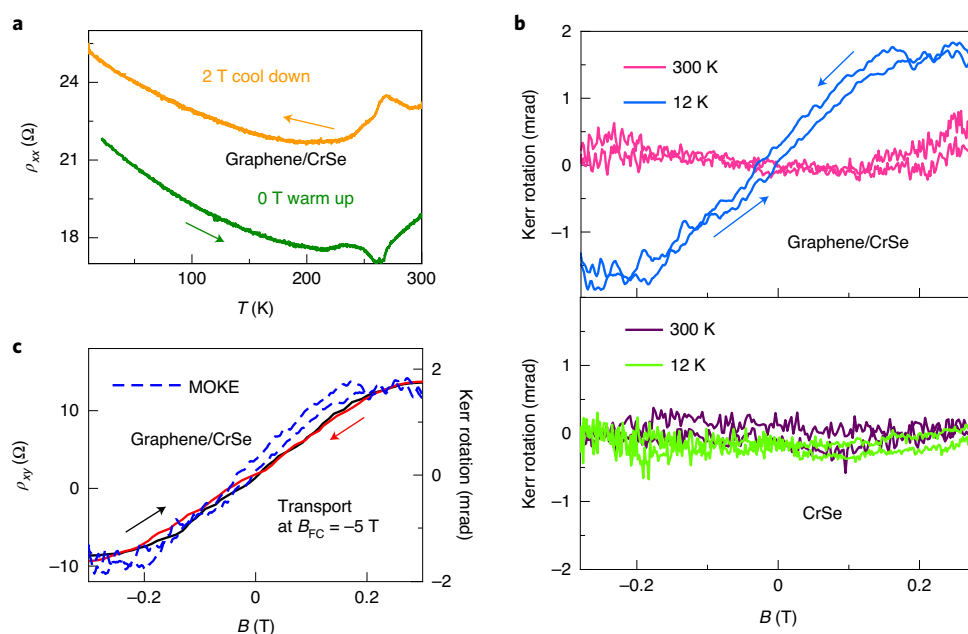 a
24
21
18
ρxx (Ω)
2 T cool down
Graphene/CrSe
0 T warm up
100
200
300
T (K)
b
2
1
0
−1
Kerr rotation (mrad)
300 K
12 K
Graphene/CrSe
1
0
−1
−2
Kerr rotation (mrad)
300 K
12 K
CrSe
−0.2
0
0.2
B (T)
c
10
0
−10
ρxy (Ω)
MOKE
Graphene/CrSe
Transport
at BFC = −5 T
2
0
−2
Kerr rotation (mrad)
−0.2
0
0.2
B (T)